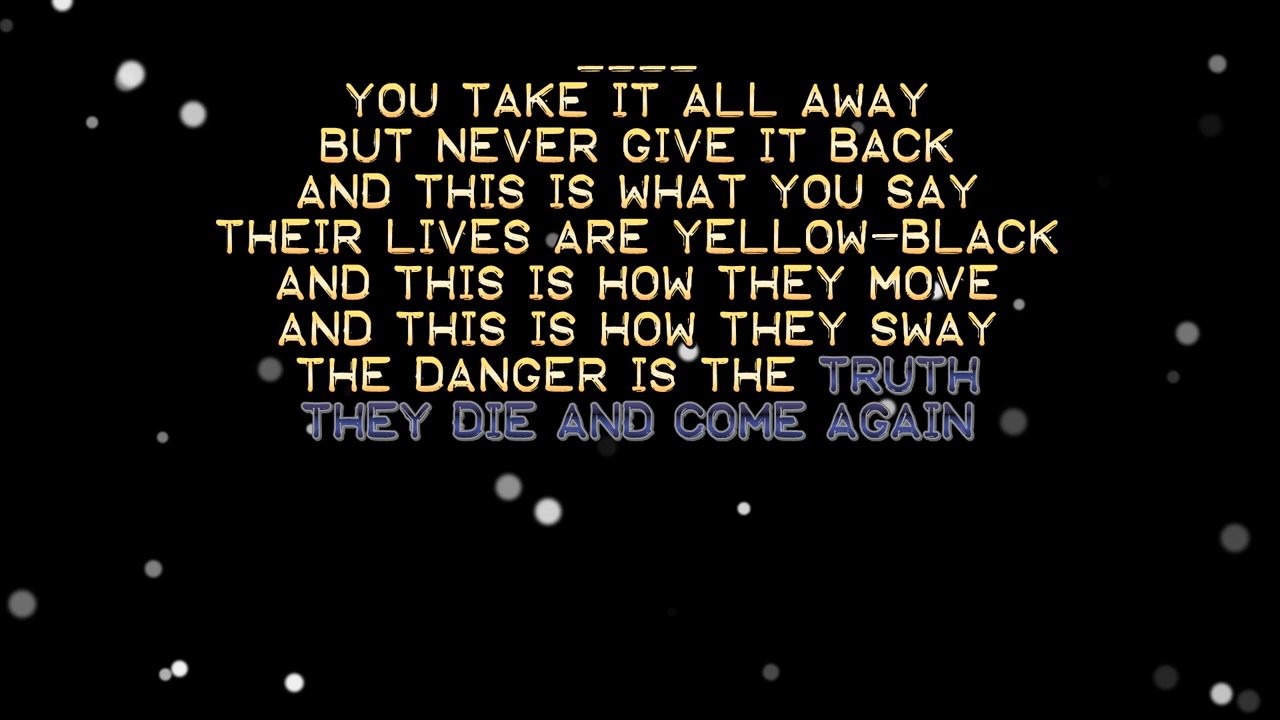 ————
YOU TAKE IT ALL AWAY
BUT NEVER GIVE IT BACK
AND THIS IS WHAT YOU SAY
THEIR LIVES ARE YELLOW-BLACK
AND THIS IS HOW THEY MOVE
AND THIS IS HOW THEY SWAY
THE DANGER IS THE TRUTH
THEY DIE AND COME AGAIN